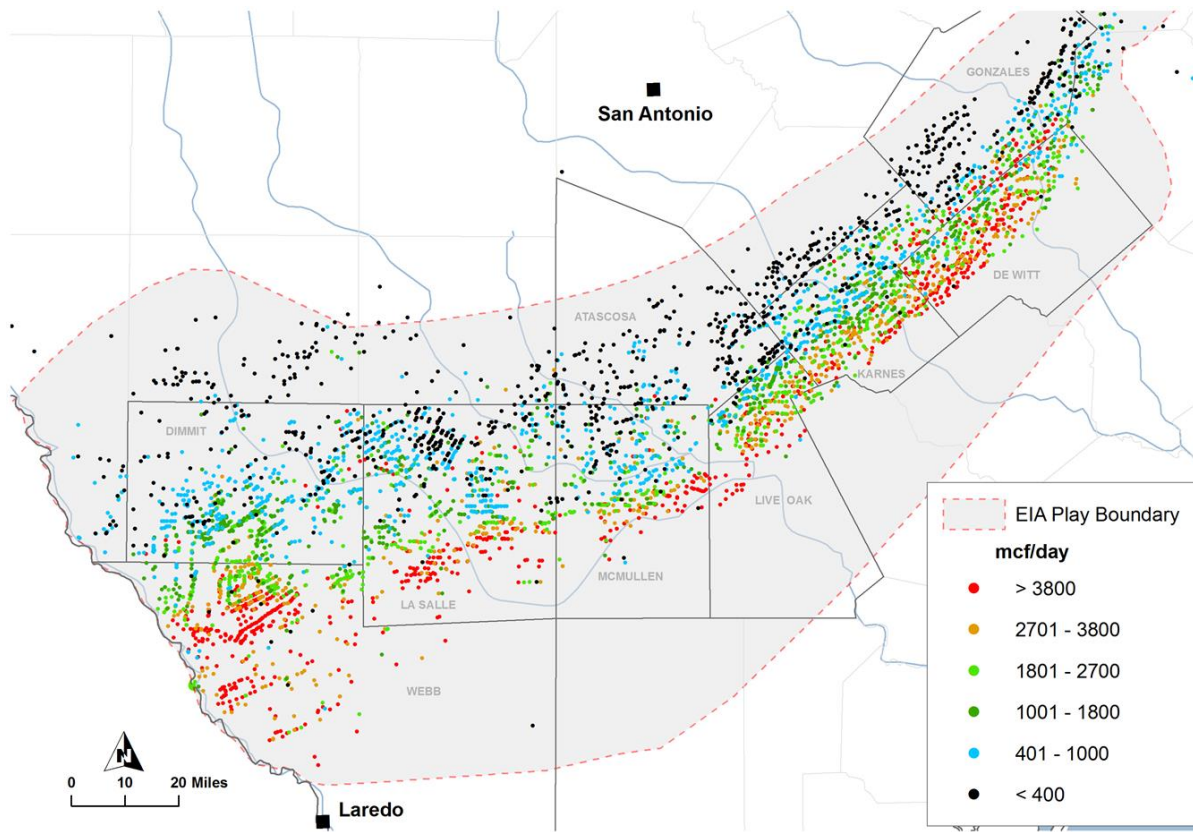 GONZALES
San Antonio
DE WITT
ATASCOSA
KARNES
DIMMIT
LIVE OAK
EIA Play Boundary
mcf/day
> 3800
2701 - 3800
1801 - 2700
1001 - 1800
401 - 1000
< 400
MCMULLEN
LA SALLE
WEBB
N
0 10 20 Miles
Laredo